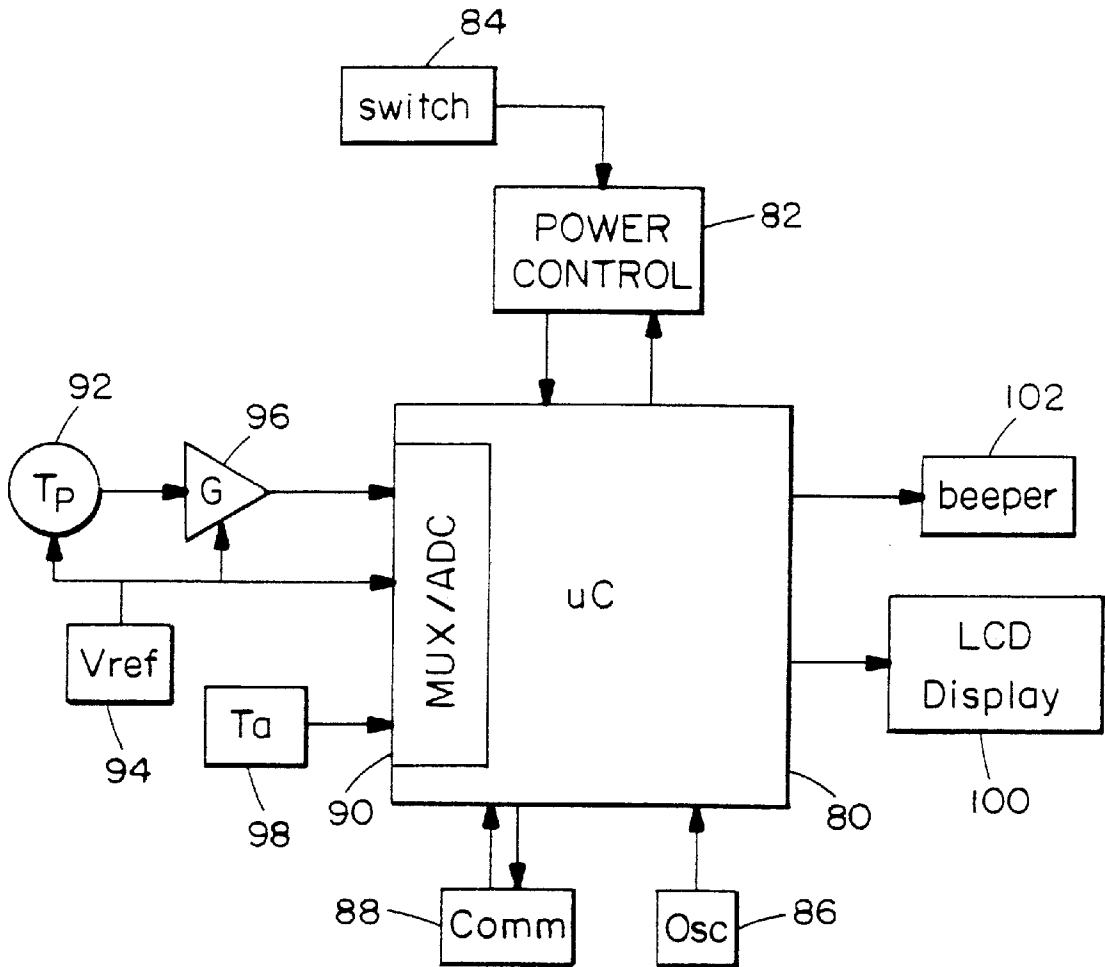 84
switch
POWER
CONTROL
82
92
96
102
TP
G
beeper
MUX/ADC
uC
Vref
LCD
Display
Ta
94
98
90
80
100
88
Comm
Osc
86